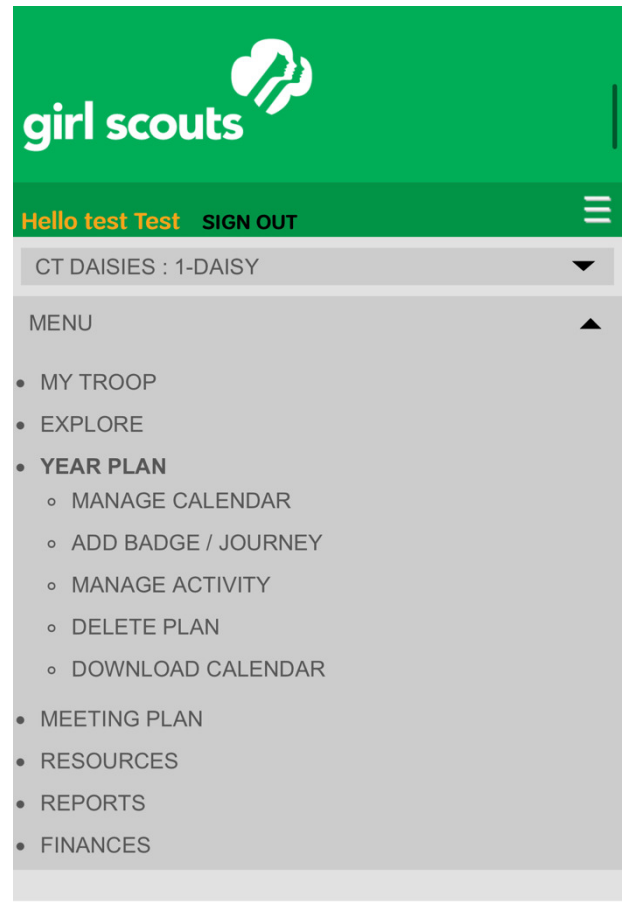 girl scouts
Hello test Test SIGN OUT
CT DAISIES : 1-DAISY
MENU
MY TROOP
EXPLORE
YEAR PLAN
MANAGE CALENDAR
ADD BADGE / JOURNEY
MANAGE ACTIVITY
DELETE PLAN
DOWNLOAD CALENDAR
MEETING PLAN
RESOURCES
REPORTS
FINANCES